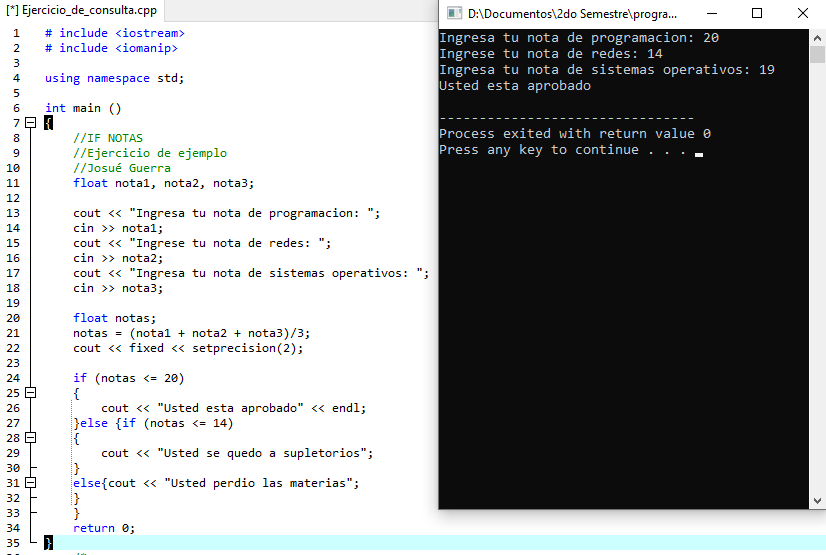 [*] Ejercicio_de_consulta.cpp
1 # include <iostream>
2 # include <iomanip>
3
4 using namespace std;
5
6 int main ()
7 {
8 //IF NOTAS
9 //Ejercicio de ejemplo
10 //Josué Guerra
11 float nota1, nota2, nota3;
12
13 cout << "Ingresa tu nota de programacion: ";
14 cin >> nota1;
15 cout << "Ingrese tu nota de redes: ";
16 cin >> nota2;
17 cout << "Ingresa tu nota de sistemas operativos: ";
18 cin >> nota3;
19
20 float notas;
21 notas = (nota1 + nota2 + nota3)/3;
22 cout << fixed << setprecision(2);
23
24 if (notas <= 20)
25 {
26 cout << "Usted esta aprobado" << endl;
27 }else {if (notas <= 14)
28 {
29 cout << "Usted se quedo a supletorios";
30 }
31 else{cout << "Usted perdio las materias";
32 }
33 }
34 return 0;
35 }
D:\Documentos\2do Semestre\progra...
Ingresa tu nota de programacion: 20
Ingrese tu nota de redes: 14
Ingresa tu nota de sistemas operativos: 19
Usted esta aprobado
--------------------------------
Process exited with return value 0
Press any key to continue . . .